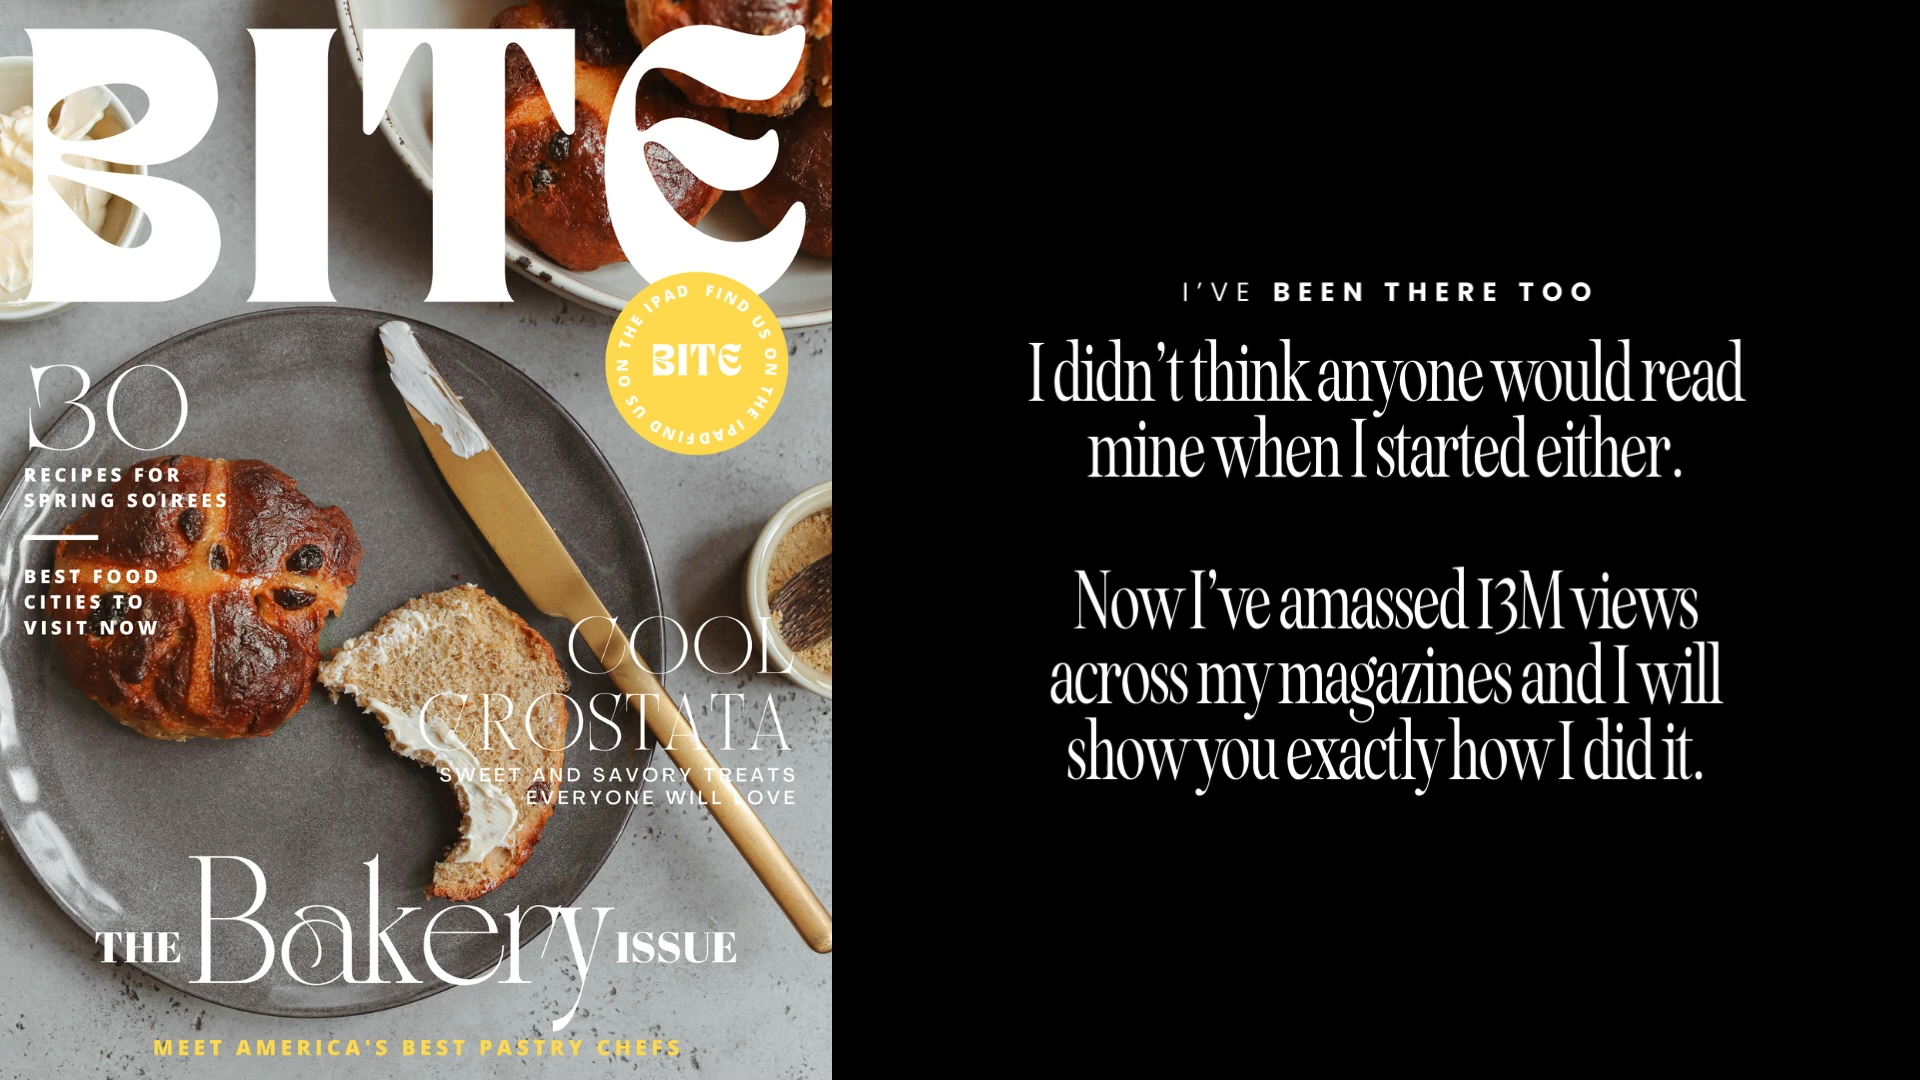 BITE
FIND US ON THE IPAD FIND US ON THE IPAD
BITE
30
RECIPES FOR
SPRING SOIREES
BEST FOOD
CITIES TO
VISIT NOW
COOL
CROSTATA
SWEET AND SAVORY TREATS
EVERYONE WILL LOVE
THE Bakery ISSUE
MEET AMERICA'S BEST PASTRY CHEFS
I'VE BEEN THERE TOO
I didn't think anyone would read
mine when I started either.
Now I've amassed 13M views
across my magazines and I will
show you exactly how I did it.